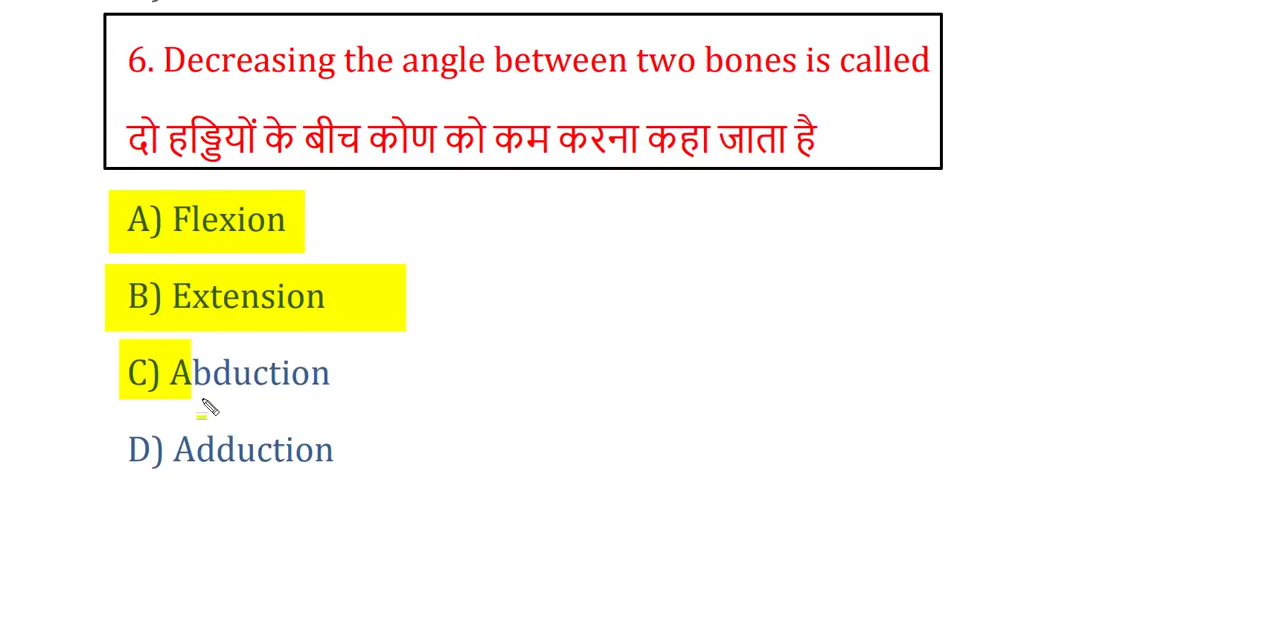 6. Decreasing the angle between two bones is called
दो हड्डियों के बीच कोण को कम करना कहा जाता है
A) Flexion
B) Extension
C) Abduction
D) Adduction